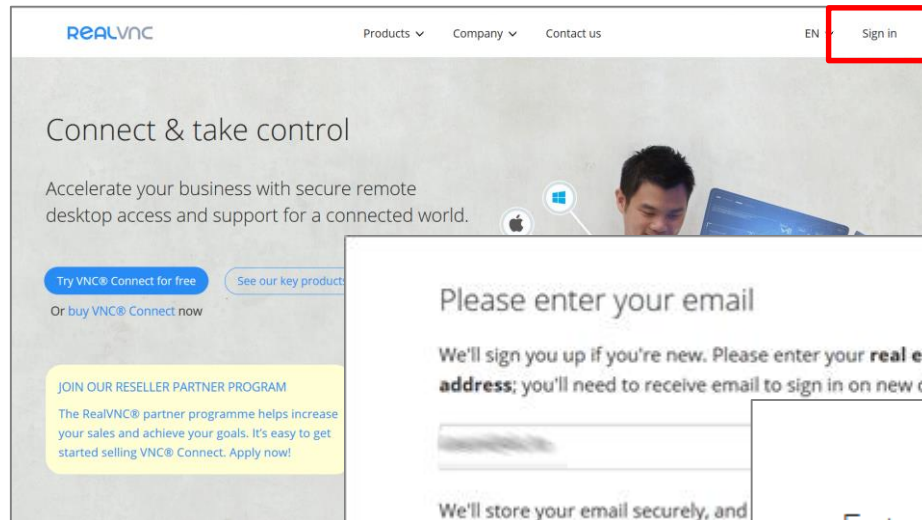 REALVNC
Products
Company
Contact us
EN
Sign in
Connect & take control
Accelerate your business with secure remote
desktop access and support for a connected world.
Try VNC® Connect for free
See our key products
Or buy VNC® Connect now
JOIN OUR RESELLER PARTNER PROGRAM
The RealVNC® partner programme helps increase
your sales and achieve your goals. It's easy to get
started selling VNC® Connect. Apply now!
Please enter your email
We'll sign you up if you're new. Please enter your real e
address; you'll need to receive email to sign in on new
We'll store your email securely, and